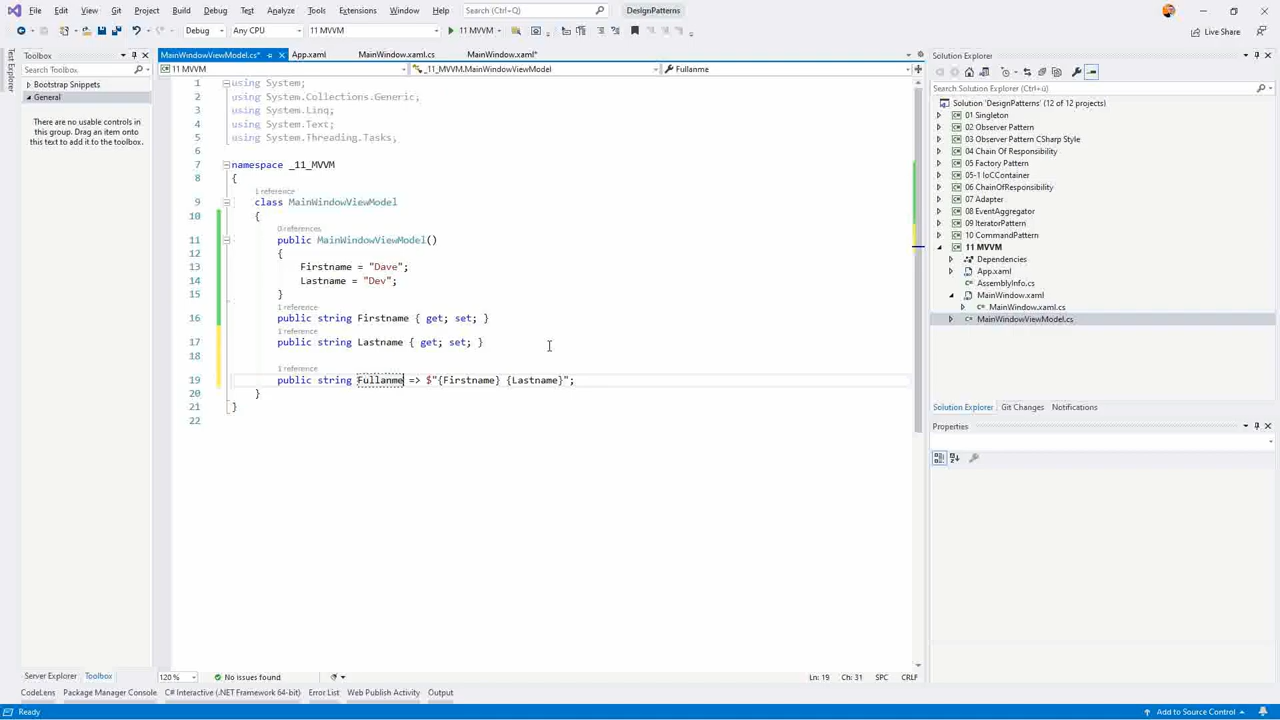 File Edit View Git Project Build Debug Test Analyze Tools Extensions Window Help Search (Ctrl+Q) DesignPatterns
Debug Any CPU 11 MVVM 11 MVVM Live Share
Test Explorer
Toolbox
Search Toolbox
Bootstrap Snippets
General
There are no usable controls in
this group. Drag an item onto
this text to add it to the toolbox.
MainWindowViewModel.cs* App.xaml MainWindow.xaml.cs MainWindow.xaml*
11 MVVM _11_MVVM.MainWindowViewModel Fullanme
1 using System;
2 using System.Collections.Generic;
3 using System.Linq;
4 using System.Text;
5 using System.Threading.Tasks;
6
7 namespace _11_MVVM
8 {
1 reference
9 class MainWindowViewModel
10 {
0 references
11 public MainWindowViewModel()
12 {
13 Firstname = "Dave";
14 Lastname = "Dev";
15 }
1 reference
16 public string Firstname { get; set; }
1 reference
17 public string Lastname { get; set; }
18
1 reference
19 public string Fullanme => $"{Firstname} {Lastname}";
20 }
21 }
22
Solution Explorer
Search Solution Explorer (Ctrl+ü)
Solution 'DesignPatterns' (12 of 12 projects)
01 Singleton
02 Observer Pattern
03 Observer Pattern CSharp Style
04 Chain Of Responsibility
05 Factory Pattern
05-1 IoCContainer
06 ChainOfResponsibility
07 Adapter
08 EventAggregator
09 IteratorPattern
10 CommandPattern
11 MVVM
Dependencies
App.xaml
AssemblyInfo.cs
MainWindow.xaml
MainWindow.xaml.cs
MainWindowViewModel.cs
Solution Explorer Git Changes Notifications
Properties
Server Explorer Toolbox
120 % No issues found Ln: 19 Ch: 31 SPC CRLF
CodeLens Package Manager Console C# Interactive (.NET Framework 64-bit) Error List Web Publish Activity Output
Ready Add to Source Control